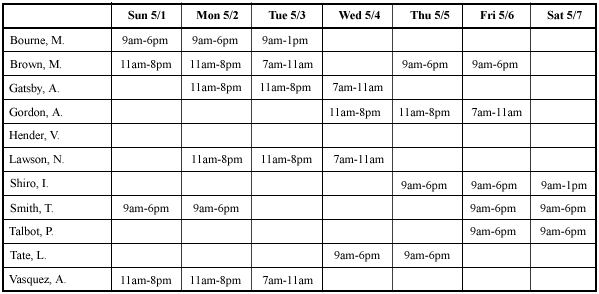 Sun 5/1 Mon 5/2 Tue 5/3 Wed 5/4 Thu 5/5 Fri 5/6 Sat 5/7
Bourne, M. 9am-6pm 9am-6pm 9am-1pm
Brown, M. 11am-8pm 11am-8pm 7am-11am 9am-6pm 9am-6pm
Gatsby, A. 11am-8pm 11am-8pm 7am-11am
Gordon, A. 11am-8pm 11am-8pm 7am-11am
Hender, V.
Lawson, N. 11am-8pm 11am-8pm 7am-11am
Shiro, I. 9am-6pm 9am-6pm 9am-1pm
Smith, T. 9am-6pm 9am-6pm 9am-6pm 9am-6pm
Talbot, P. 9am-6pm 9am-6pm
Tate, L. 9am-6pm 9am-6pm
Vasquez, A. 11am-8pm 11am-8pm 7am-11am